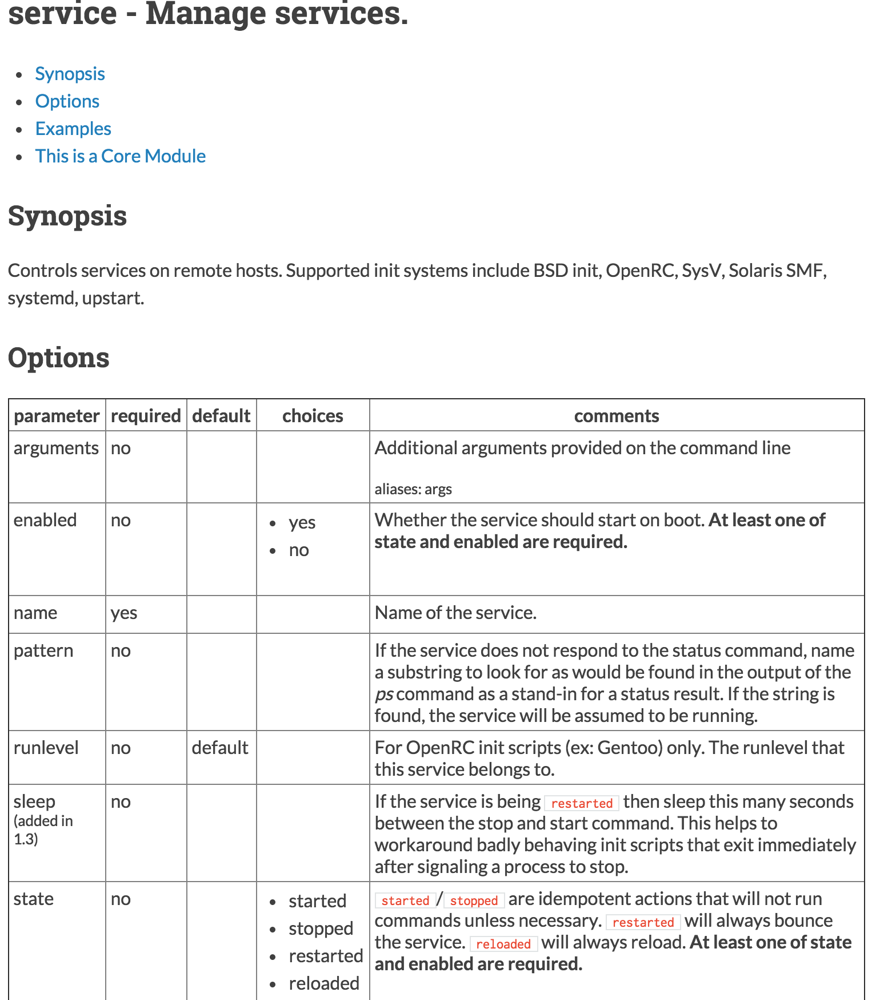 service - Manage services.
Synopsis
Options
Examples
This is a Core Module
Synopsis
Controls services on remote hosts. Supported init systems include BSD init, OpenRC, SysV, Solaris SMF,
systemd, upstart.
Options
parameter required default choices comments
arguments no Additional arguments provided on the command line
aliases: args
enabled no yes Whether the service should start on boot. At least one of
no state and enabled are required.
name yes Name of the service.
pattern no If the service does not respond to the status command, name
a substring to look for as would be found in the output of the
ps command as a stand-in for a status result. If the string is
found, the service will be assumed to be running.
runlevel no default For OpenRC init scripts (ex: Gentoo) only. The runlevel that
this service belongs to.
sleep no If the service is being restarted then sleep this many seconds
(added in between the stop and start command. This helps to
1.3) workaround badly behaving init scripts that exit immediately
after signaling a process to stop.
state no started started/stopped are idempotent actions that will not run
stopped commands unless necessary. restarted will always bounce
restarted the service. reloaded will always reload. At least one of state
reloaded and enabled are required.